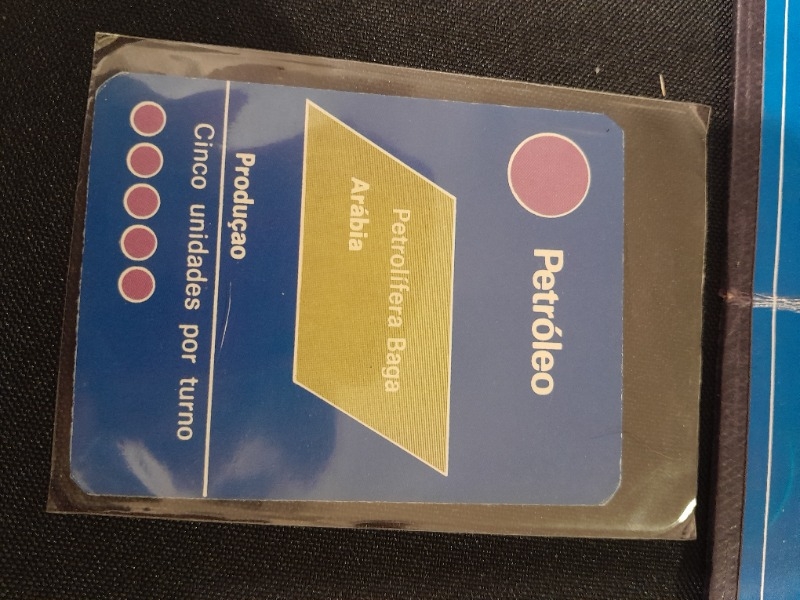 Petróleo
Petrolífera Baga
Arábia
Produçao
Cinco unidades por turno